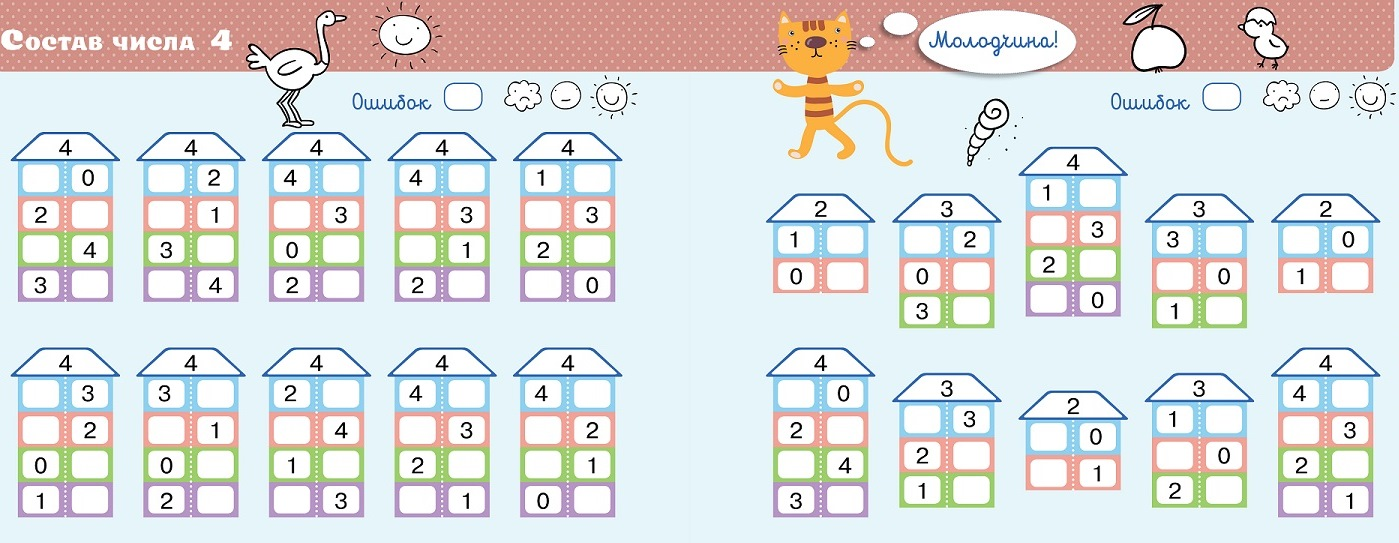 Состав числа 4
Молодчина!
Ошибок
Ошибок
4 4 4 4 4
0 2 4 4 1
2 1 3 3 3
4 3 0 1 2
3 4 2 2 0
4 4 4 4 4
3 3 2 4 4
2 1 4 3 2
0 0 1 2 1
1 2 3 1 0
2 3 4 3 2
1 2 1 3 0
0 0 3 0 1
3 2 1
0
4 3 2 3 4
0 3 0 1 4
2 2 1 0 3
4 1 2 2
3 1